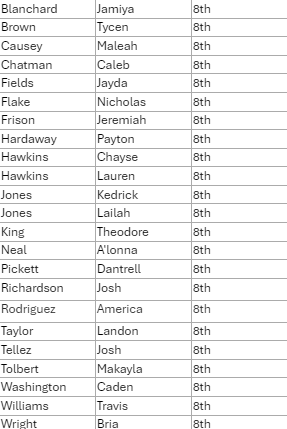 Blanchard Jamiya 8th
Brown Tycen 8th
Causey Maleah 8th
Chatman Caleb 8th
Fields Jayda 8th
Flake Nicholas 8th
Frison Jeremiah 8th
Hardaway Payton 8th
Hawkins Chayse 8th
Hawkins Lauren 8th
Jones Kedrick 8th
Jones Lailah 8th
King Theodore 8th
Neal A'lonna 8th
Pickett Dantrell 8th
Richardson Josh 8th
Rodriguez America 8th
Taylor Landon 8th
Tellez Josh 8th
Tolbert Makayla 8th
Washington Caden 8th
Williams Travis 8th
Wright Bria 8th